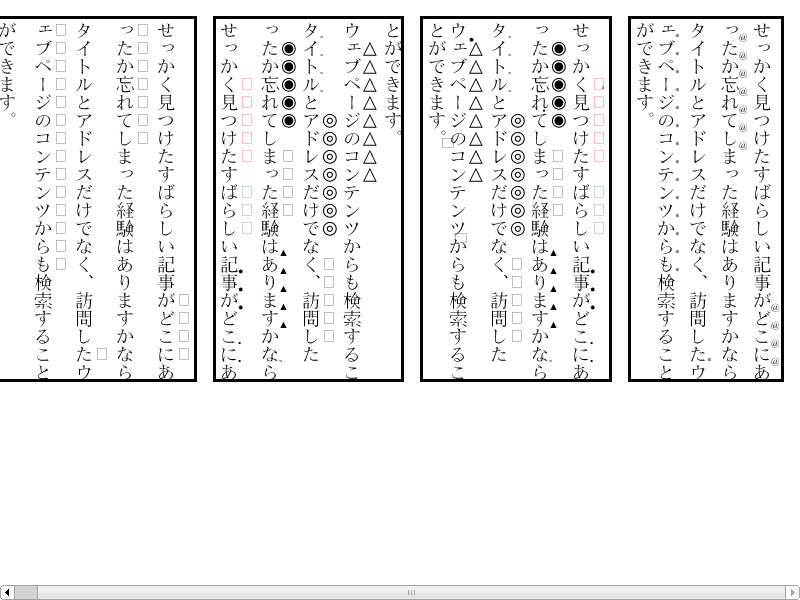 せっかく見つけたすばらしい記事がどこにあ
ったか忘れてしまった経験はありますかなら
タイトルとアドレスだけでなく、訪問したウ
ェブページのコンテンツからも検索すること
ができます。
せっかく見つけたすばらしい記事がどこにあ
ったか忘れてしまった経験はありますかなら
タイトルとアドレスだけでなく、訪問した
ウェブページのコンテンツからも検索するこ
とができます。
せっかく見つけたすばらしい記事がどこにあ
ったか忘れてしまった経験はありますかなら
タイトルとアドレスだけでなく、訪問した
ウェブページのコンテンツからも検索するこ
とができます。
せっかく見つけたすばらしい記事がどこにあ
ったか忘れてしまった経験はありますかなら
タイトルとアドレスだけでなく、訪問したウ
ェブページのコンテンツからも検索すること
ができます。